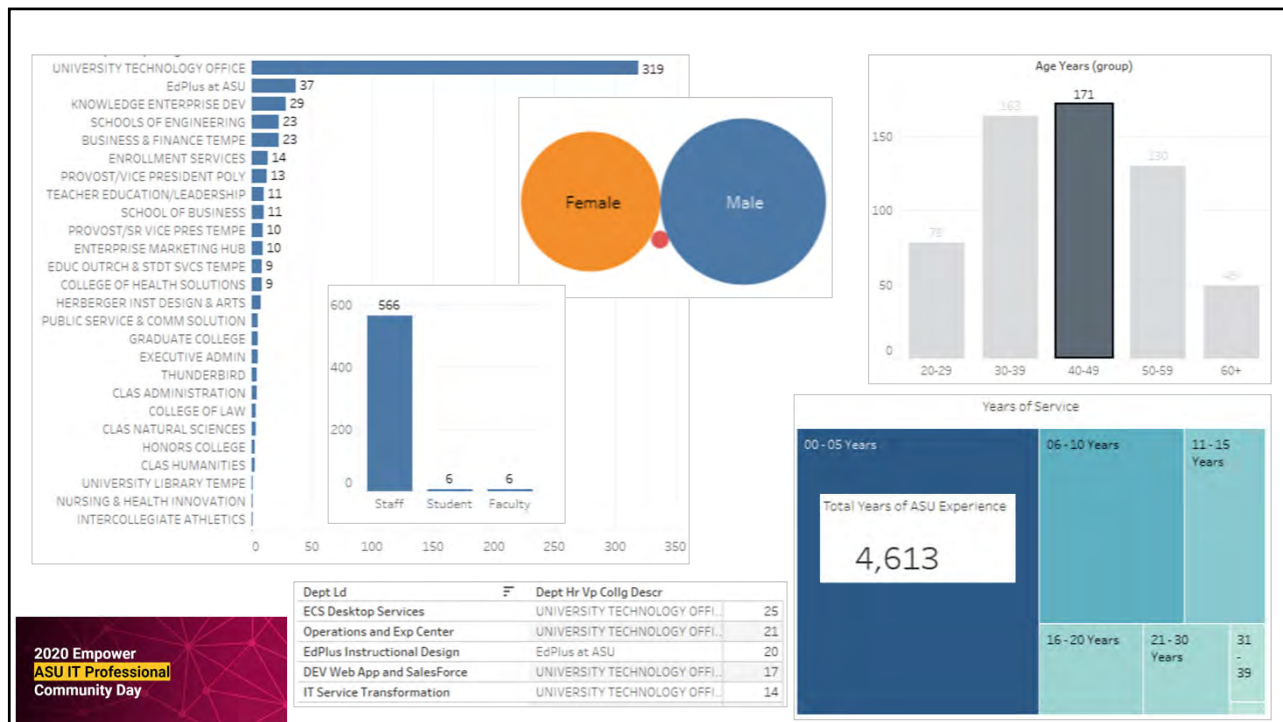 UNIVERSITY TECHNOLOGY OFFICE 319
EdPlus at ASU 37
KNOWLEDGE ENTERPRISE DEV 29
SCHOOLS OF ENGINEERING 23
BUSINESS & FINANCE TEMPE 23
ENROLLMENT SERVICES 14
PROVOST/VICE PRESIDENT POLY 13
TEACHER EDUCATION/LEADERSHIP 11
SCHOOL OF BUSINESS 11
PROVOST/SR VICE PRES TEMPE 10
ENTERPRISE MARKETING HUB 10
EDUC OUTRCH & STDT SVCS TEMPE 9
COLLEGE OF HEALTH SOLUTIONS 9
HERBERGER INST DESIGN & ARTS
PUBLIC SERVICE & COMM SOLUTION
GRADUATE COLLEGE
EXECUTIVE ADMIN
THUNDERBIRD
CLAS ADMINISTRATION
COLLEGE OF LAW
CLAS NATURAL SCIENCES
HONORS COLLEGE
CLAS HUMANITIES
UNIVERSITY LIBRARY TEMPE
NURSING & HEALTH INNOVATION
INTERCOLLEGIATE ATHLETICS
0 50 100 150 200 250 300 350
Female Male
600 566
400
200
0 6 6
Staff Student Faculty
Age Years (group)
171
163
150
130
100
78
50
0
20-29 30-39 40-49 50-59 60+
Years of Service
00 - 05 Years 06 - 10 Years 11 - 15
Years
Total Years of ASU Experience
4,613
16 - 20 Years 21 - 30 31
Years -
39
Dept Ld Dept Hr Vp Collg Descr
ECS Desktop Services UNIVERSITY TECHNOLOGY OFFI.. 25
Operations and Exp Center UNIVERSITY TECHNOLOGY OFFI.. 21
EdPlus Instructional Design EdPlus at ASU 20
DEV Web App and SalesForce UNIVERSITY TECHNOLOGY OFFI.. 17
IT Service Transformation UNIVERSITY TECHNOLOGY OFFI.. 14
2020 Empower
ASU IT Professional
Community Day